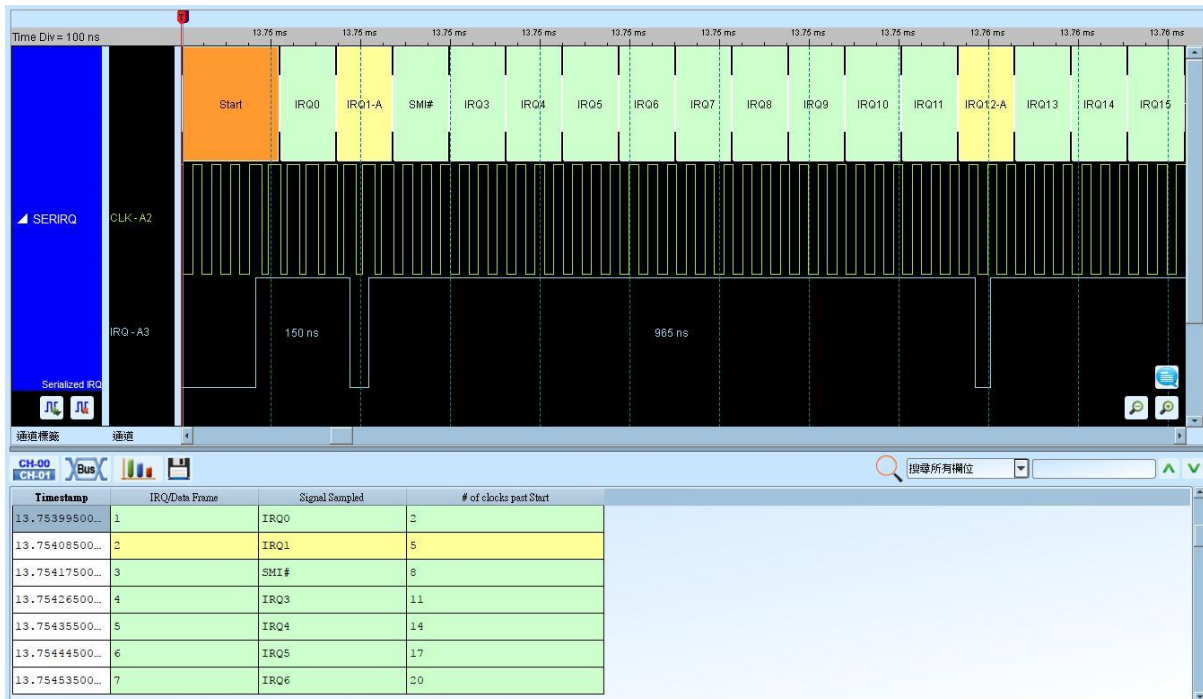 Time Div = 100 ns
13.75 ms 13.75 ms 13.75 ms 13.75 ms 13.75 ms 13.75 ms 13.75 ms 13.75 ms 13.76 ms 13.76 ms 13.76 ms
Start IRQ0 IRQ1-A SMI# IRQ3 IRQ4 IRQ5 IRQ6 IRQ7 IRQ8 IRQ9 IRQ10 IRQ11 IRQ12-A IRQ13 IRQ14 IRQ15
SERIRQ CLK-A2
IRQ-A3 150 ns 965 ns
Serialized IRQ
通道標籤 通道
CH-00
CH-01
Bus
搜尋所有欄位
Timestamp IRQ/Data Frame Signal Sampled # of clocks past Start
13.75399500... 1 IRQ0 2
13.75408500... 2 IRQ1 5
13.75417500... 3 SMI# 8
13.75426500... 4 IRQ3 11
13.75435500... 5 IRQ4 14
13.75444500... 6 IRQ5 17
13.75453500... 7 IRQ6 20